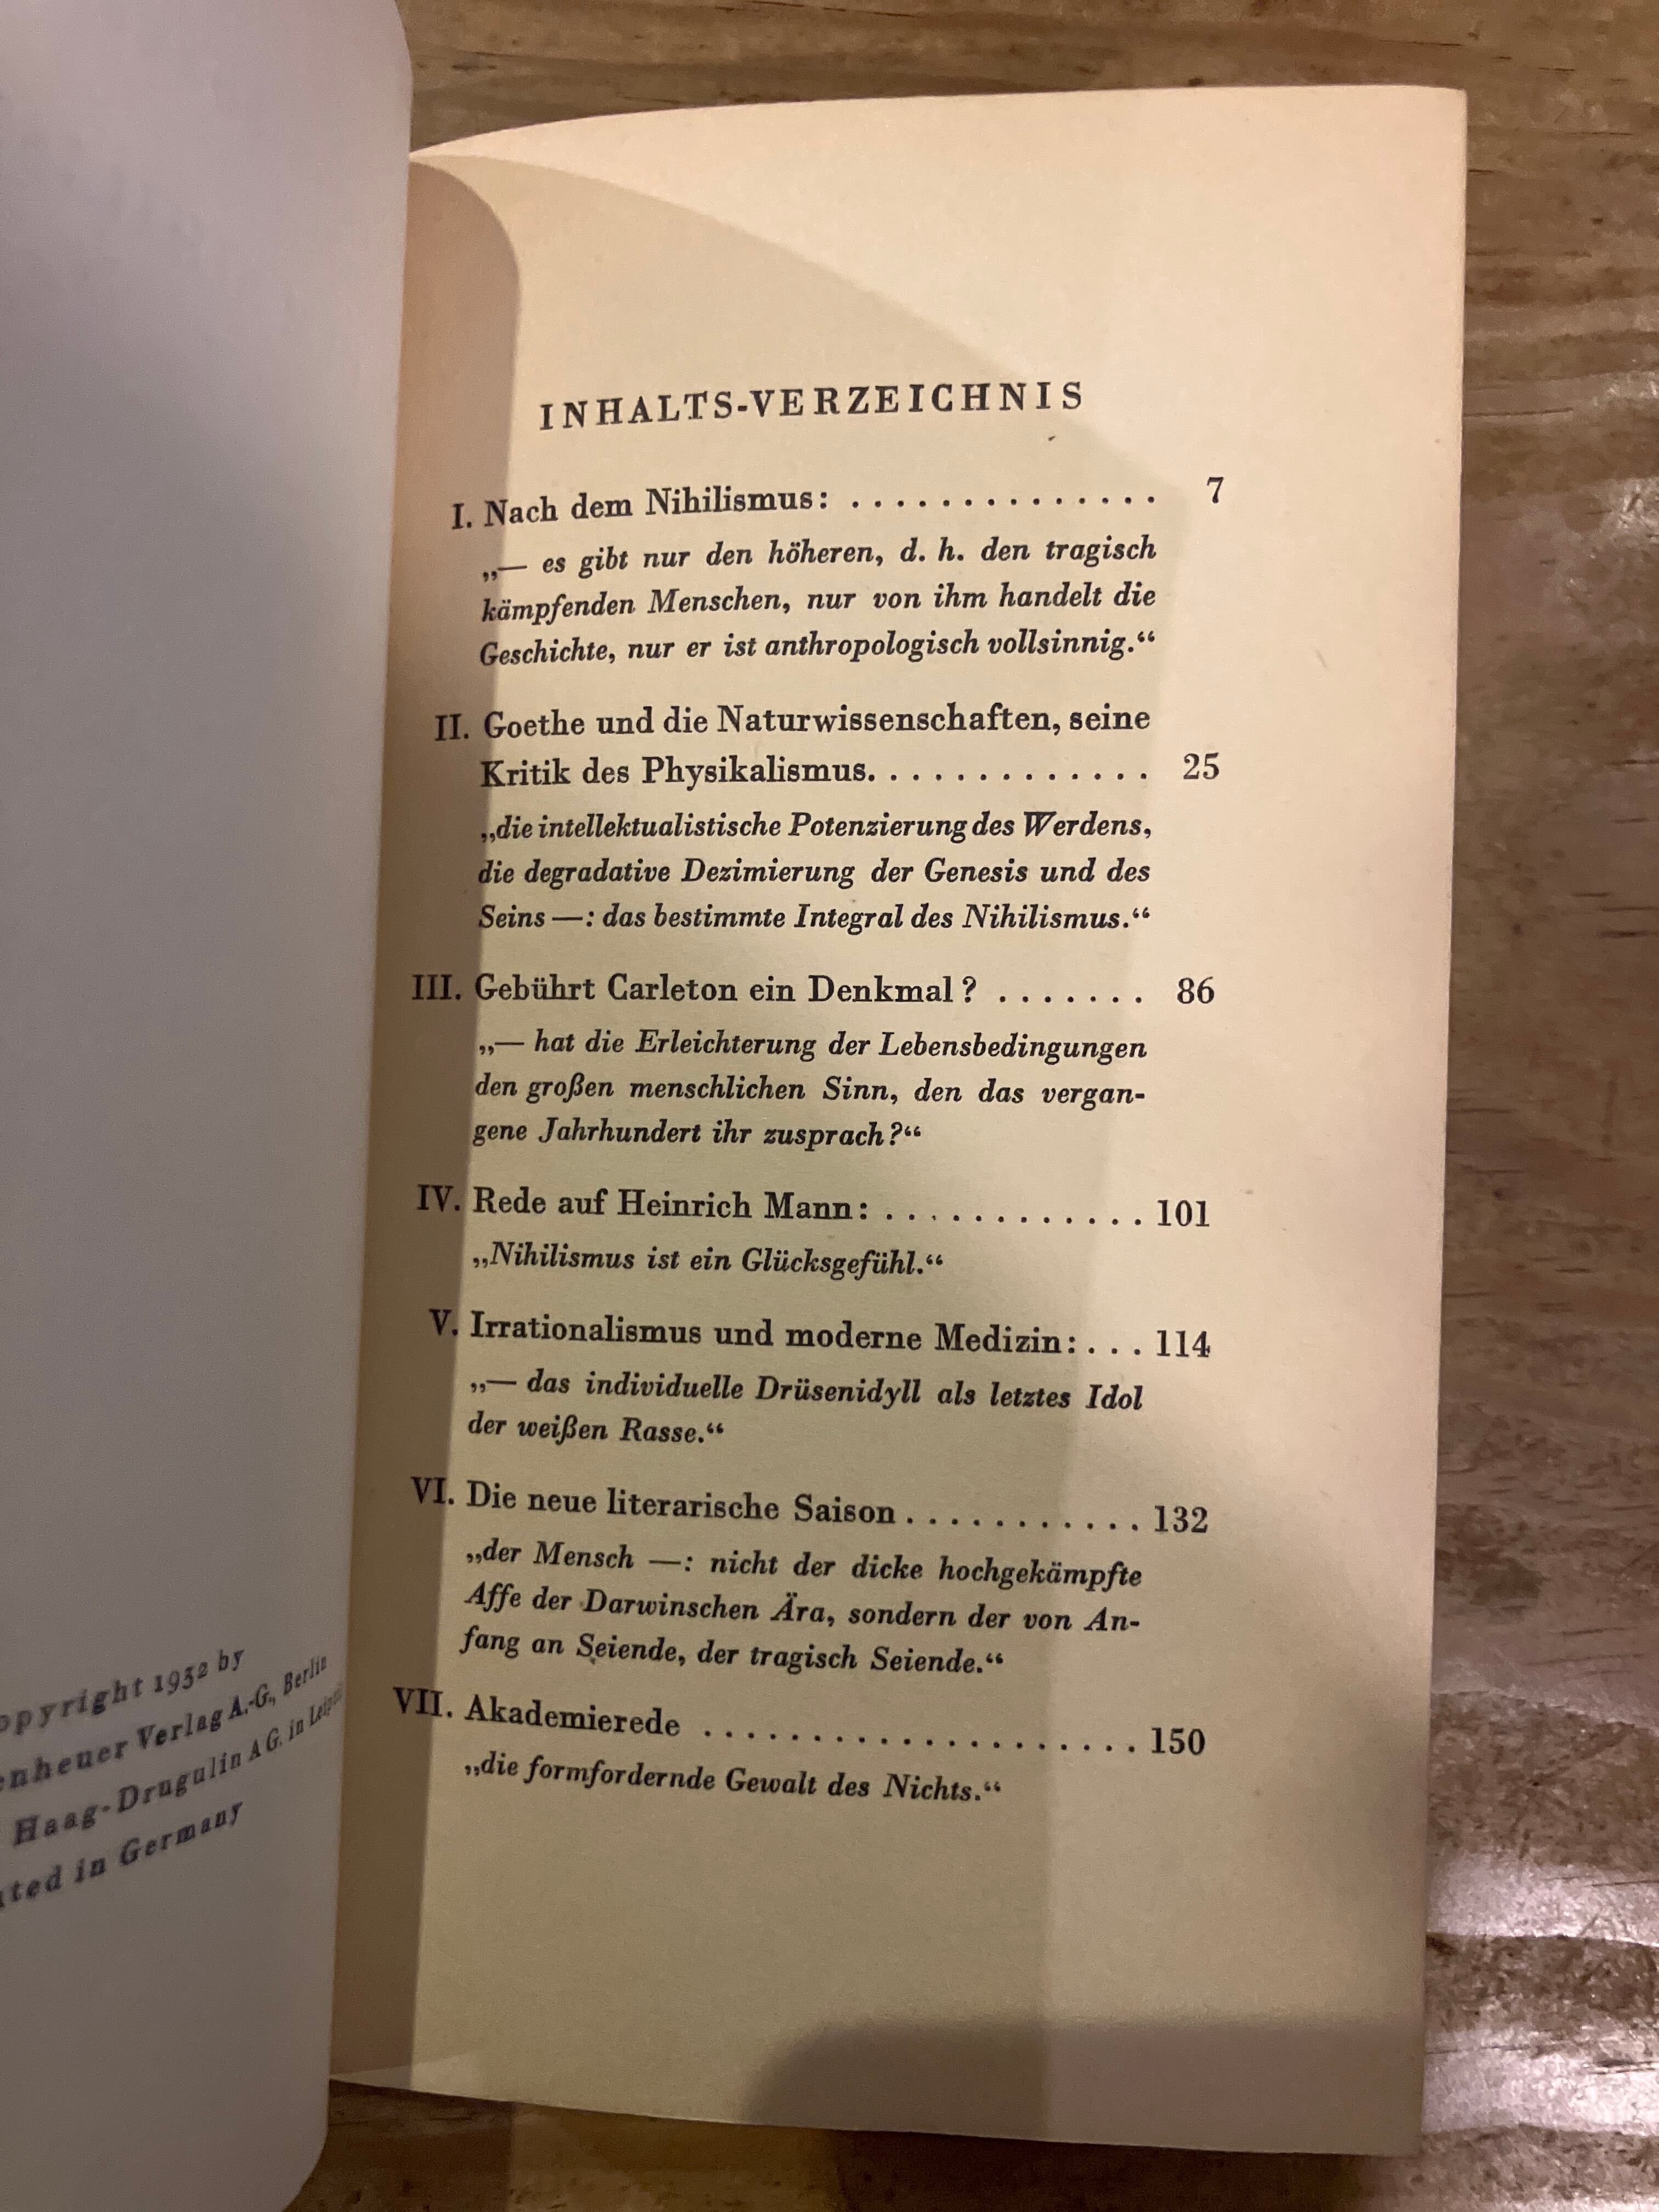 opyright 1932 by
enheuer Verlag A.-G., Berlin
Haag-Drugulin AG. in Leipzig
ted in Germany
INHALTS-VERZEICHNIS
I. Nach dem Nihilismus: . . . . . . . . . . . . . . 7
„— es gibt nur den höheren, d. h. den tragisch
kämpfenden Menschen, nur von ihm handelt die
Geschichte, nur er ist anthropologisch vollsinnig.“
II. Goethe und die Naturwissenschaften, seine
Kritik des Physikalismus. . . . . . . . . . . . . 25
„die intellektualistische Potenzierung des Werdens,
die degradative Dezimierung der Genesis und des
Seins —: das bestimmte Integral des Nihilismus.“
III. Gebührt Carleton ein Denkmal? . . . . . . . 86
„— hat die Erleichterung der Lebensbedingungen
den großen menschlichen Sinn, den das vergan-
gene Jahrhundert ihr zusprach?“
IV. Rede auf Heinrich Mann: . . . . . . . . . . . . 101
„Nihilismus ist ein Glücksgefühl.“
V. Irrationalismus und moderne Medizin: . . . 114
„— das individuelle Drüsenidyll als letztes Idol
der weißen Rasse.“
VI. Die neue literarische Saison . . . . . . . . . . . 132
„der Mensch —: nicht der dicke hochgekämpfte
Affe der Darwinschen Ära, sondern der von An-
fang an Seiende, der tragisch Seiende.“
VII. Akademierede . . . . . . . . . . . . . . . . . . . . 150
„die formfordernde Gewalt des Nichts.“